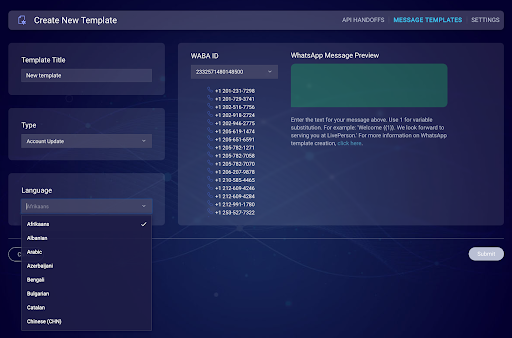 Create New Template
API HANDOFFS
MESSAGE TEMPLATES
SETTINGS
Template Title
New template
Type
Account Update
Language
Afrikaans
Afrikaans
Albanian
Arabic
Azerbaijani
Bengali
Bulgarian
Catalan
Chinese (CHN)
WABA ID
2332571480148500
+1 201-231-7298
+1 201-729-3741
+1 202-516-7756
+1 202-918-2724
+1 202-946-2775
+1 205-619-1474
+1 205-651-6591
+1 205-782-1271
+1 205-782-7058
+1 205-782-7070
+1 206-207-9878
+1 210-585-4465
+1 212-609-4246
+1 212-609-4284
+1 212-991-1780
+1 253-527-7322
WhatsApp Message Preview
Enter the text for your message above. Use 1 for variable
substitution. For example: 'Welcome {{1}}. We look forward to
serving you at LivePerson.' For more information on WhatsApp
template creation, click here.
Submit